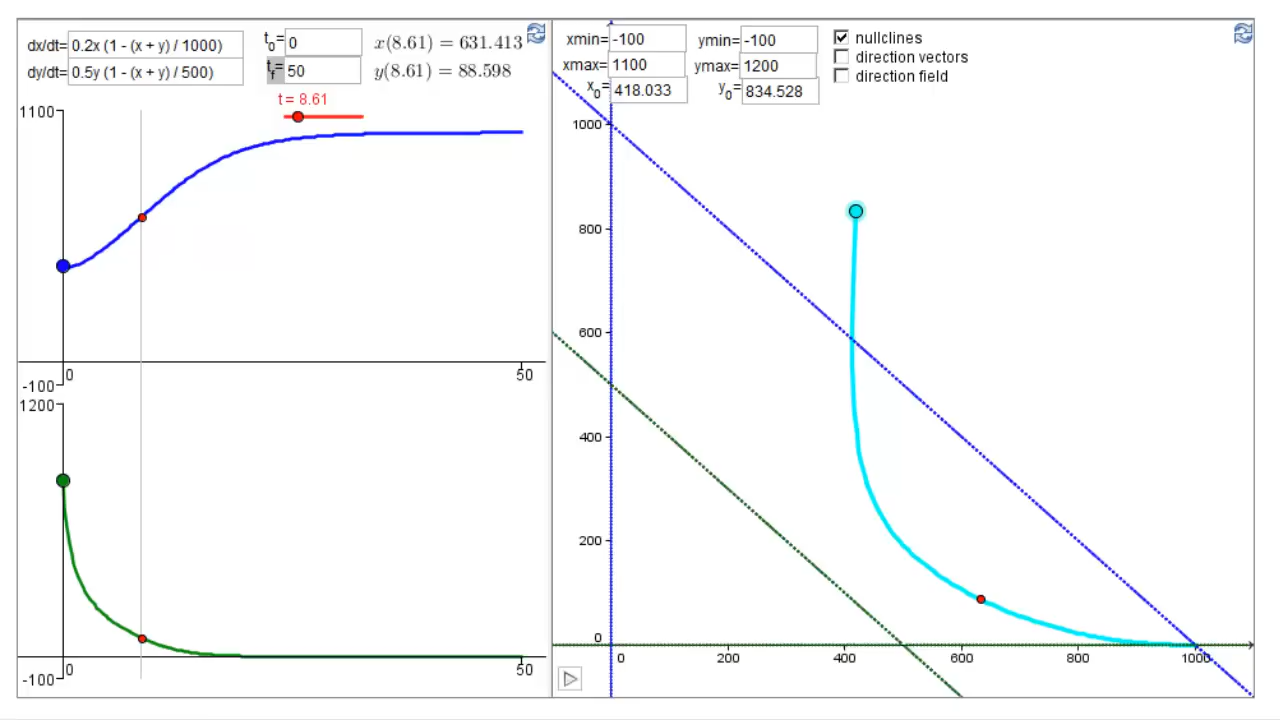 dx/dt= 0.2x (1 - (x + y) / 1000)
dy/dt= 0.5y (1 - (x + y) / 500)
t0= 0
tf= 50
x(8.61) = 631.413
y(8.61) = 88.598
t = 8.61
1100
-100
0
50
1200
-100
0
50
xmin= -100
ymin= -100
xmax= 1100
ymax= 1200
x0= 418.033
y0= 834.528
nullclines
direction vectors
direction field
1000
800
600
400
200
0
0 200 400 600 800 1000